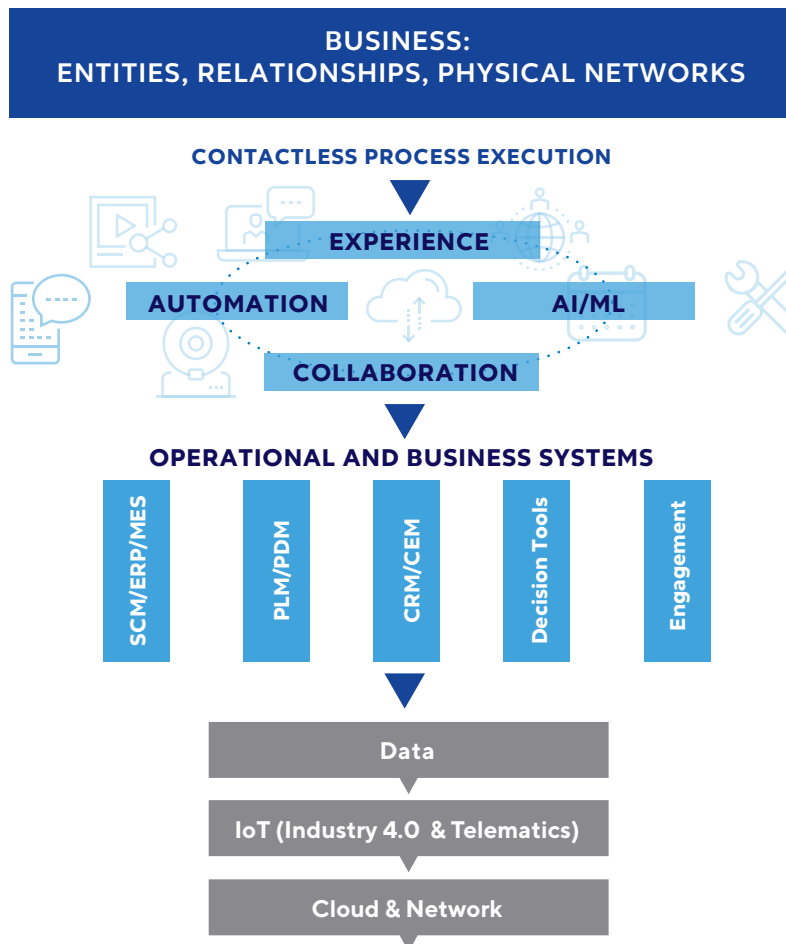 BUSINESS:
ENTITIES, RELATIONSHIPS, PHYSICAL NETWORKS
CONTACTLESS PROCESS EXECUTION
EXPERIENCE
AUTOMATION
AI/ML
COLLABORATION
OPERATIONAL AND BUSINESS SYSTEMS
SCM/ERP/MES
PLM/PDM
CRM/CEM
Decision Tools
Engagement
Data
IoT (Industry 4.0 & Telematics)
Cloud & Network